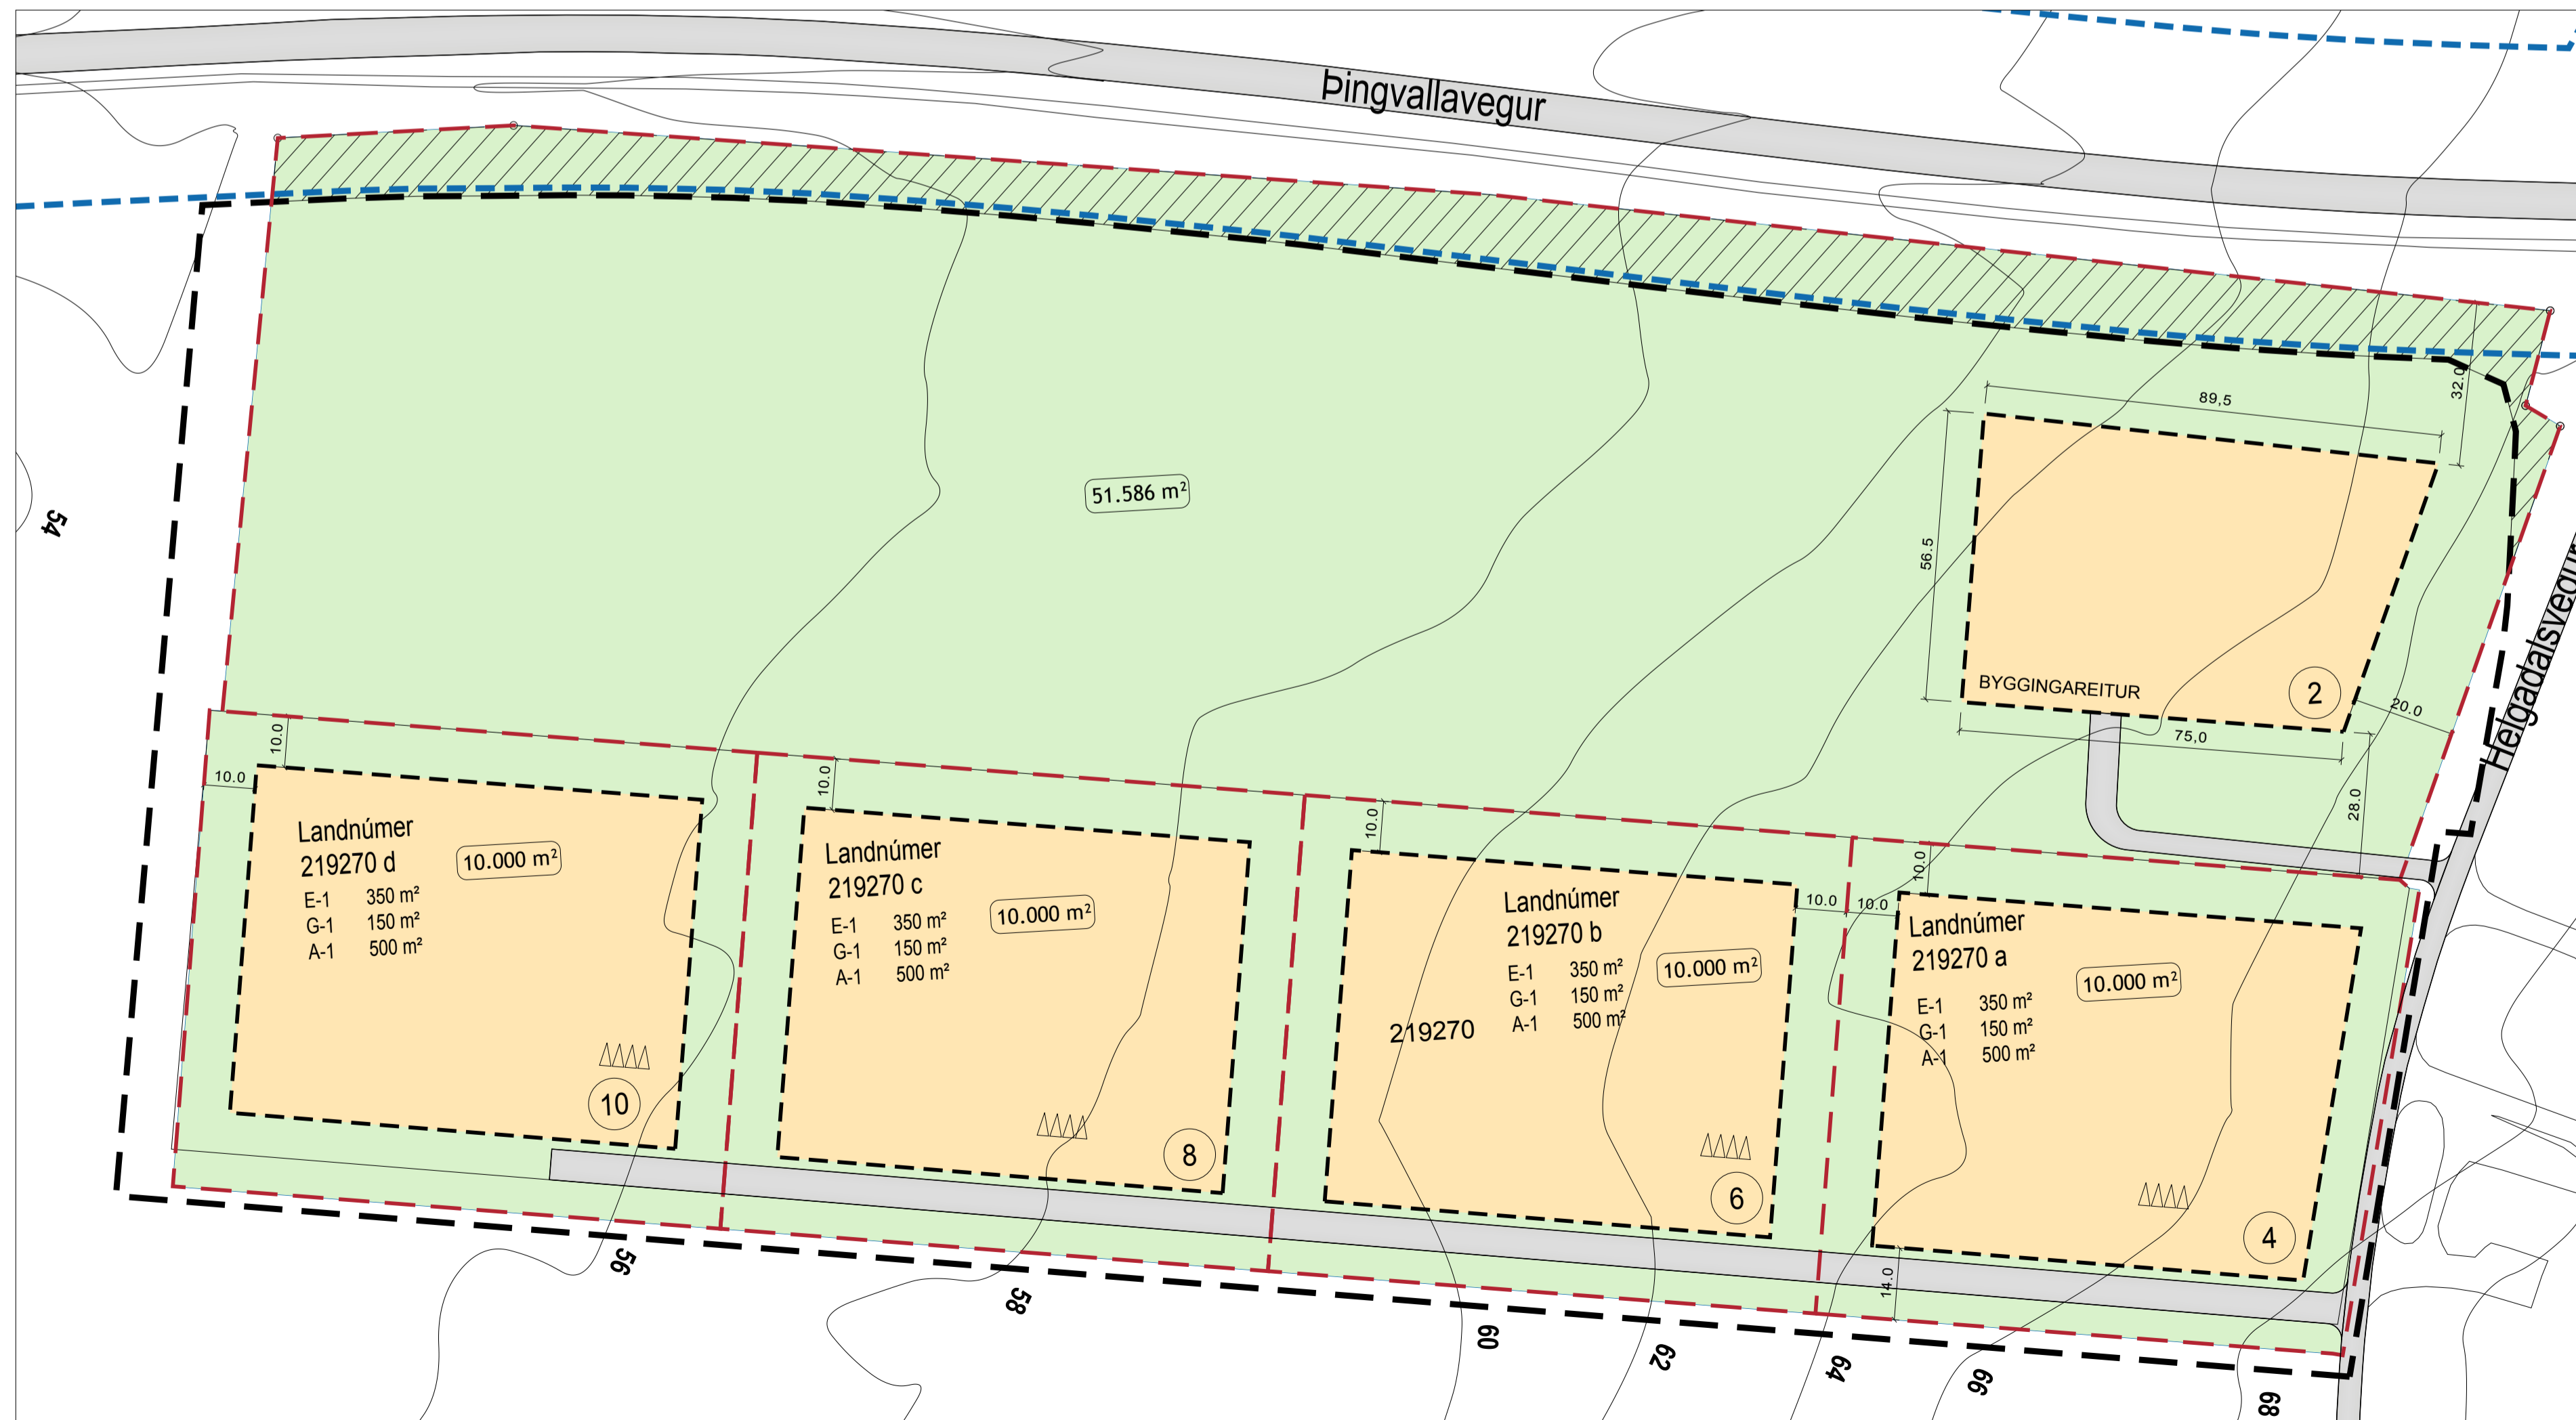 Þingvallavegur
32.0
89,5
51.586 m²
56.5
54
BYGGINGAREITUR
2
20.0
75,0
Helgadalsvegur
28.0
10.0
10.0
10.0
10.0
10.0
10.0
10.0
Landnúmer
219270 d
10.000 m²
E-1 350 m²
G-1 150 m²
A-1 500 m²
10
Landnúmer
219270 c
10.000 m²
E-1 350 m²
G-1 150 m²
A-1 500 m²
8
Landnúmer
219270 b
10.000 m²
E-1 350 m²
G-1 150 m²
A-1 500 m²
219270
6
Landnúmer
219270 a
10.000 m²
E-1 350 m²
G-1 150 m²
A-1 500 m²
4
14.0
56
58
60
62
64
66
68